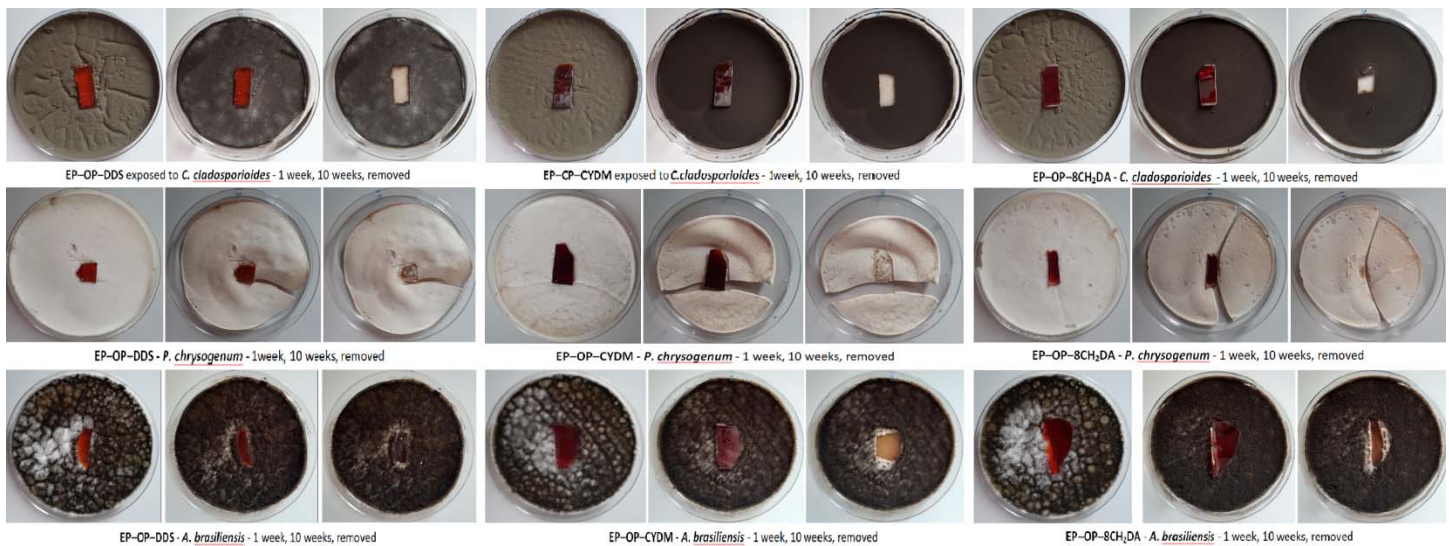 EP–OP–DDS exposed to C. cladosporioides - 1 week, 10 weeks, removed
EP–CP–CYDM exposed to C.cladosporioides - 1week, 10 weeks, removed
EP–OP–8CH₂DA - C. cladosporioides - 1 week, 10 weeks, removed
EP–OP–DDS - P. chrysogenum - 1week, 10 weeks, removed
EP–OP–CYDM - P. chrysogenum - 1 week, 10 weeks, removed
EP–OP–8CH₂DA - P. chrysogenum - 1 week, 10 weeks, removed
EP–OP–DDS - A. brasiliensis - 1 week, 10 weeks, removed
EP–OP–CYDM - A. brasiliensis - 1 week, 10 weeks, removed
EP–OP–8CH₂DA - A. brasiliensis - 1 week, 10 weeks, removed